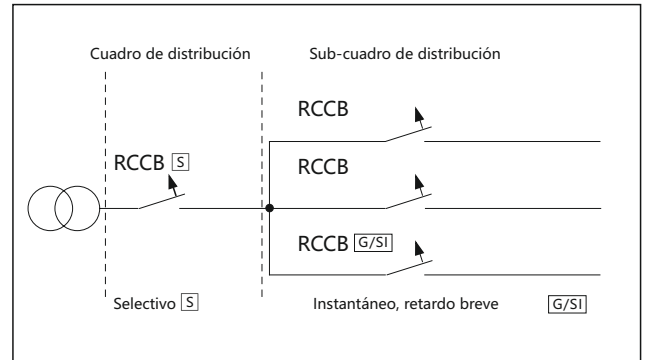 Cuadro de distribución
Sub-cuadro de distribución
RCCB
RCCB S
RCCB
RCCB G/SI
Selectivo S
Instantáneo, retardo breve G/SI